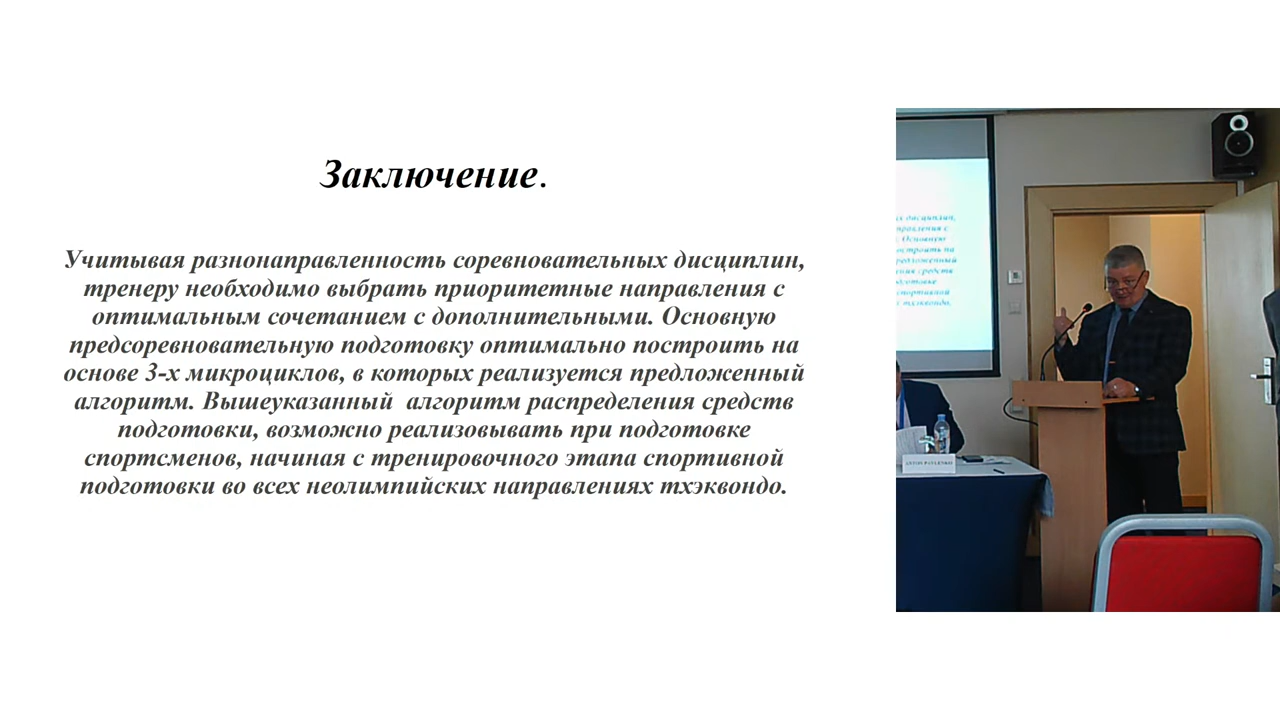 Заключение.
Учитывая разнонаправленность соревновательных дисциплин,
тренеру необходимо выбрать приоритетные направления с
оптимальным сочетанием с дополнительными. Основную
предсоревновательную подготовку оптимально построить на
основе 3-х микроциклов, в которых реализуется предложенный
алгоритм. Вышеуказанный алгоритм распределения средств
подготовки, возможно реализовывать при подготовке
спортсменов, начиная с тренировочного этапа спортивной
подготовки во всех неолимпийских направлениях тхэквондо.